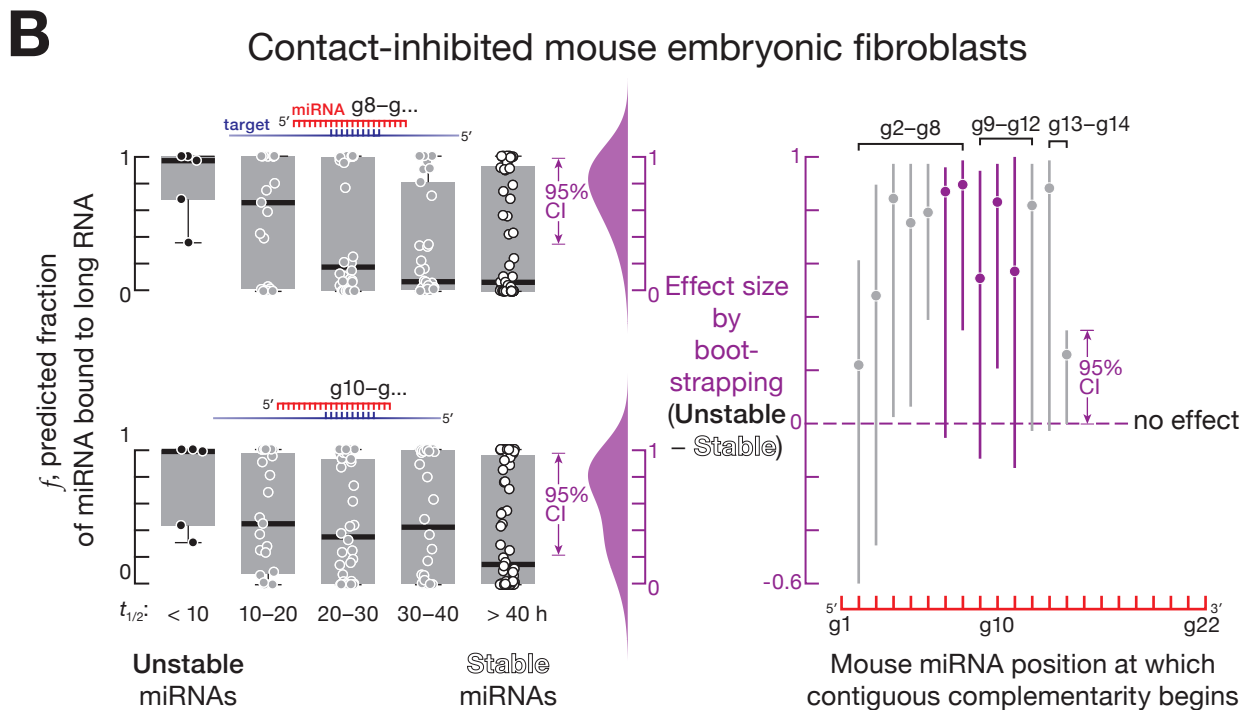 B
Contact-inhibited mouse embryonic fibroblasts
miRNA g8–g...
target 5′
5′
1
0
95%
CI
1
0
f, predicted fraction
of miRNA bound to long RNA
g10–g...
5′
5′
1
0
95%
CI
1
0
t1/2: < 10 10–20 20–30 30–40 > 40 h
Unstable
miRNAs
Stable
miRNAs
Effect size
by
boot-
strapping
(Unstable
– Stable)
g2–g8 g9–g12 g13–g14
1
0
-0.6
95%
CI
no effect
5′ 3′
g1 g10 g22
Mouse miRNA position at which
contiguous complementarity begins